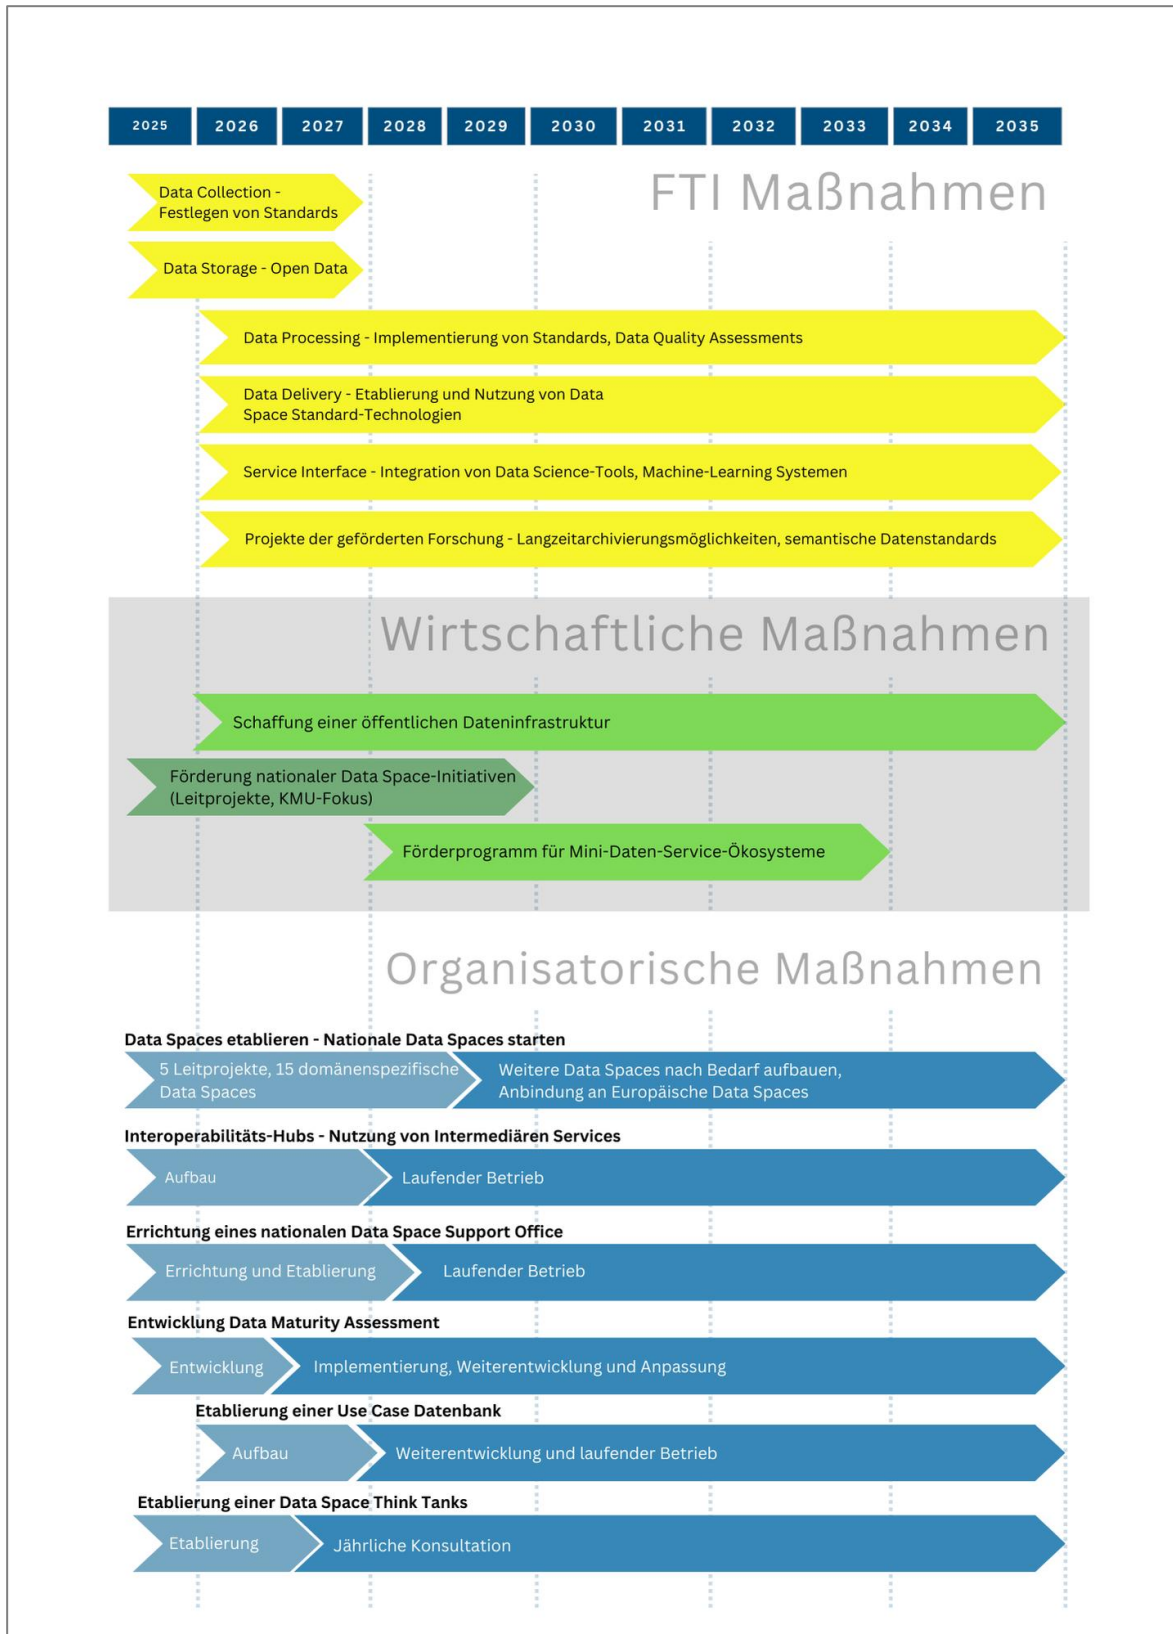 2025 2026 2027 2028 2029 2030 2031 2032 2033 2034 2035
FTI Maßnahmen
Data Collection -
Festlegen von Standards
Data Storage - Open Data
Data Processing - Implementierung von Standards, Data Quality Assessments
Data Delivery - Etablierung und Nutzung von Data
Space Standard-Technologien
Service Interface - Integration von Data Science-Tools, Machine-Learning Systemen
Projekte der geförderten Forschung - Langzeitarchivierungsmöglichkeiten, semantische Datenstandards
Wirtschaftliche Maßnahmen
Schaffung einer öffentlichen Dateninfrastruktur
Förderung nationaler Data Space-Initiativen
(Leitprojekte, KMU-Fokus)
Förderprogramm für Mini-Daten-Service-Ökosysteme
Organisatorische Maßnahmen
Data Spaces etablieren - Nationale Data Spaces starten
5 Leitprojekte, 15 domänenspezifische
Data Spaces
Weitere Data Spaces nach Bedarf aufbauen,
Anbindung an Europäische Data Spaces
Interoperabilitäts-Hubs - Nutzung von Intermediären Services
Aufbau
Laufender Betrieb
Errichtung eines nationalen Data Space Support Office
Errichtung und Etablierung
Laufender Betrieb
Entwicklung Data Maturity Assessment
Entwicklung
Implementierung, Weiterentwicklung und Anpassung
Etablierung einer Use Case Datenbank
Aufbau
Weiterentwicklung und laufender Betrieb
Etablierung einer Data Space Think Tanks
Etablierung
Jährliche Konsultation